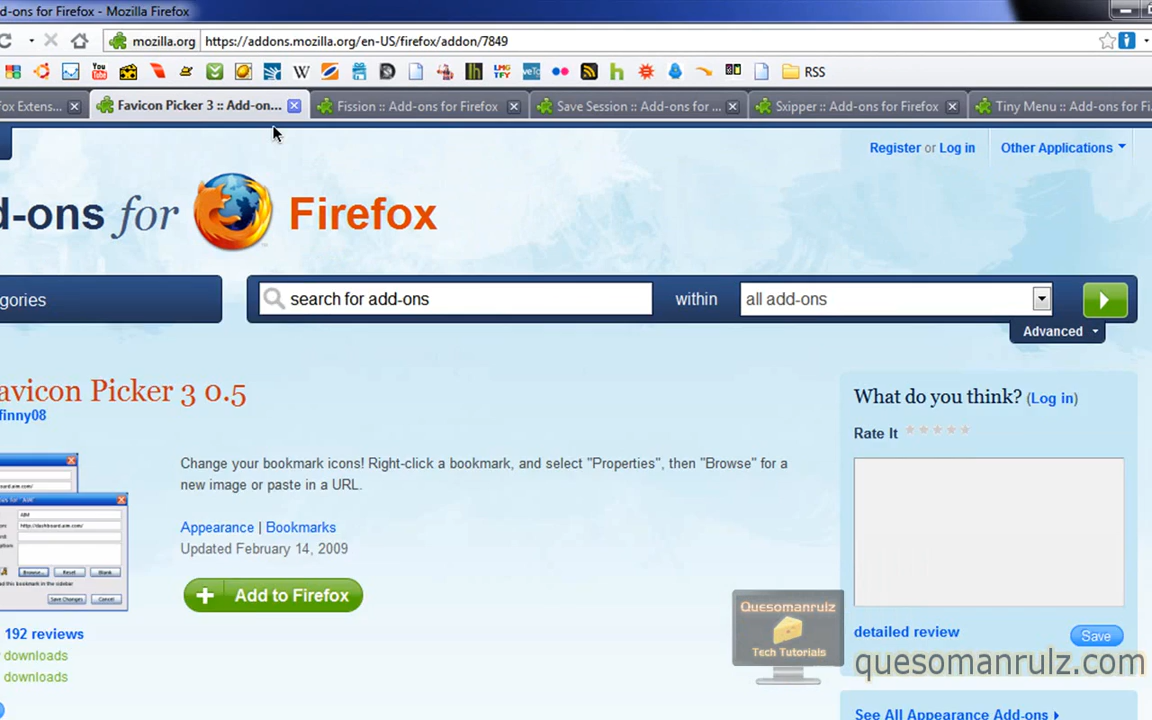 d-ons for Firefox - Mozilla Firefox
mozilla.org https://addons.mozilla.org/en-US/firefox/addon/7849
You Tube W LMG TFY RSS
fox Extens... Favicon Picker 3 :: Add-on... Fission :: Add-ons for Firefox Save Session :: Add-ons for ... Sxipper :: Add-ons for Firefox Tiny Menu :: Add-ons for Fi
Register or Log in Other Applications
d-ons for Firefox
gories search for add-ons within all add-ons
Advanced
avicon Picker 3 0.5
finny08
What do you think? (Log in)
Rate It
Change your bookmark icons! Right-click a bookmark, and select "Properties", then "Browse" for a
new image or paste in a URL.
Appearance | Bookmarks
Updated February 14, 2009
Add to Firefox
192 reviews
downloads
downloads
Quesomanrulz
Tech Tutorials
detailed review Save
quesomanrulz.com
See All Appearance Add-ons